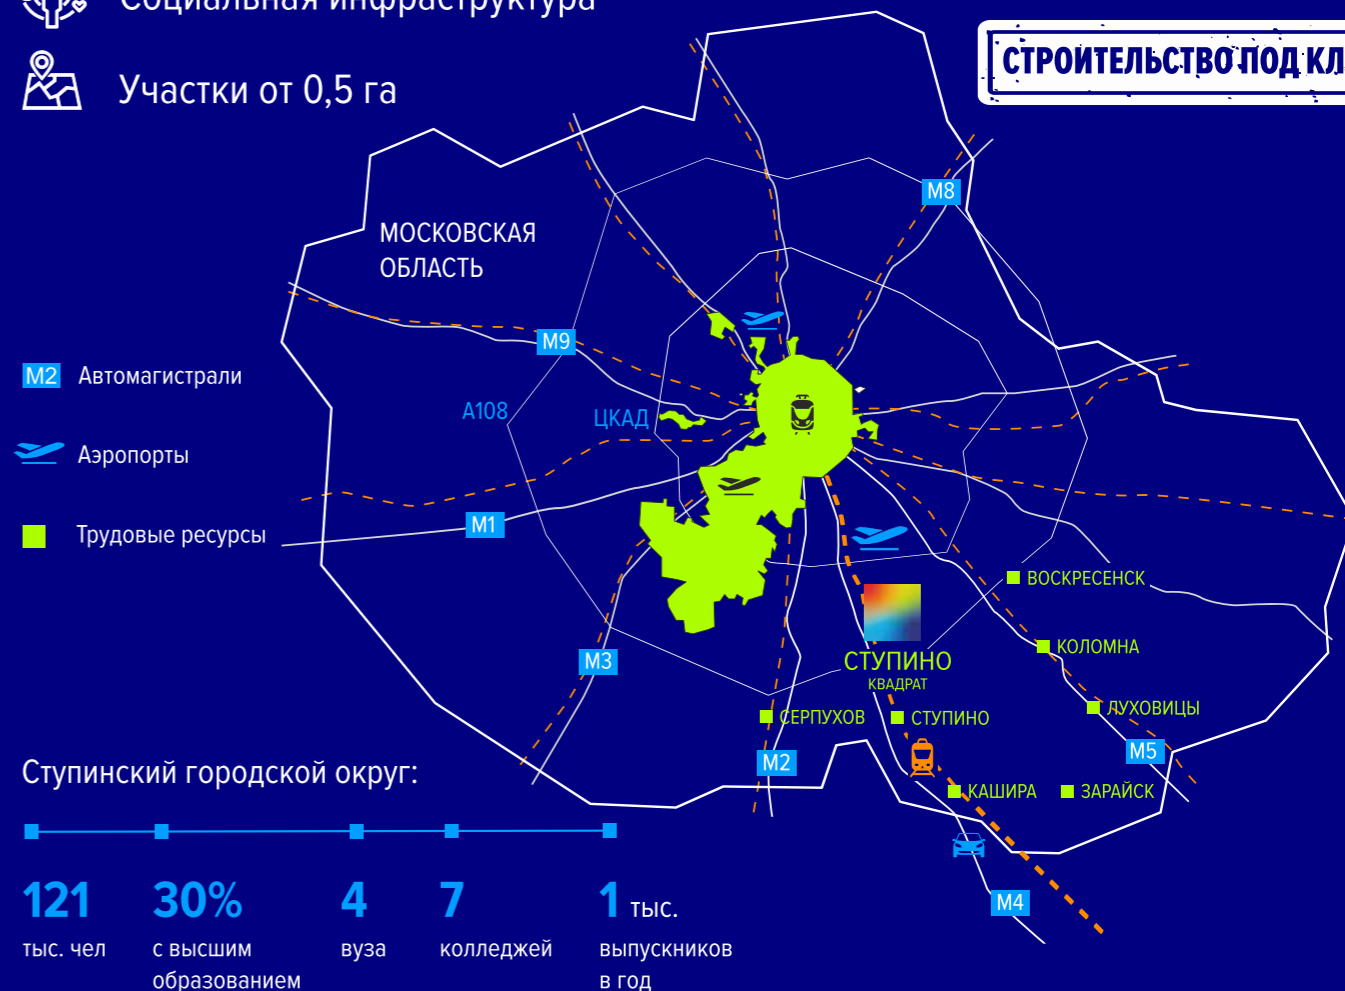 Социальная инфраструктура
Участки от 0,5 га
СТРОИТЕЛЬСТВО ПОД
МОСКОВСКАЯ
ОБЛАСТЬ
M8
M9
M2 Автомагистрали
A108
ЦКАД
Аэропорты
M1
Трудовые ресурсы
ВОСКРЕСЕНСК
КОЛОМНА
M3
СТУПИНО
КВАДРАТ
ЛУХОВИЦЫ
СЕРПУХОВ
СТУПИНО
M5
M2
КАШИРА
ЗАРАЙСК
M4
Ступинский городской округ:
121
тыс. чел
30%
с высшим
образованием
4
вуза
7
колледжей
1 тыс.
выпускников
в год